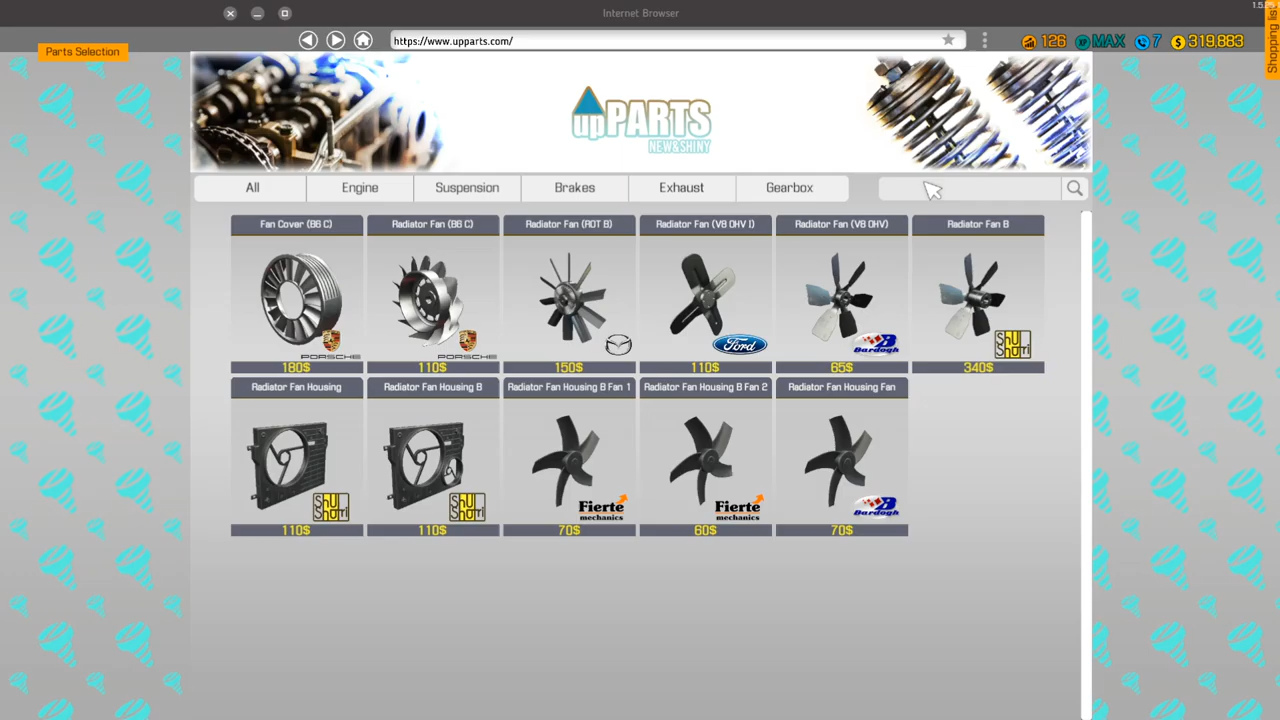 Internet Browser
1.5.
Parts Selection
https://www.upparts.com/
126
MAX
7
$ 319,883
Shopping list
upPARTS
NEW&SHINY
All
Engine
Suspension
Brakes
Exhaust
Gearbox
Fan Cover (B6 C)
Radiator Fan (B6 C)
Radiator Fan (ROT B)
Radiator Fan (V8 OHV I)
Radiator Fan (V8 OHV)
Radiator Fan B
PORSCHE
PORSCHE
Ford
Bardogh
Shu Shu
180$
110$
150$
110$
65$
340$
Radiator Fan Housing
Radiator Fan Housing B
Radiator Fan Housing B Fan 1
Radiator Fan Housing B Fan 2
Radiator Fan Housing Fan
Fierte mechanics
Fierte mechanics
Bardogh
110$
110$
70$
60$
70$